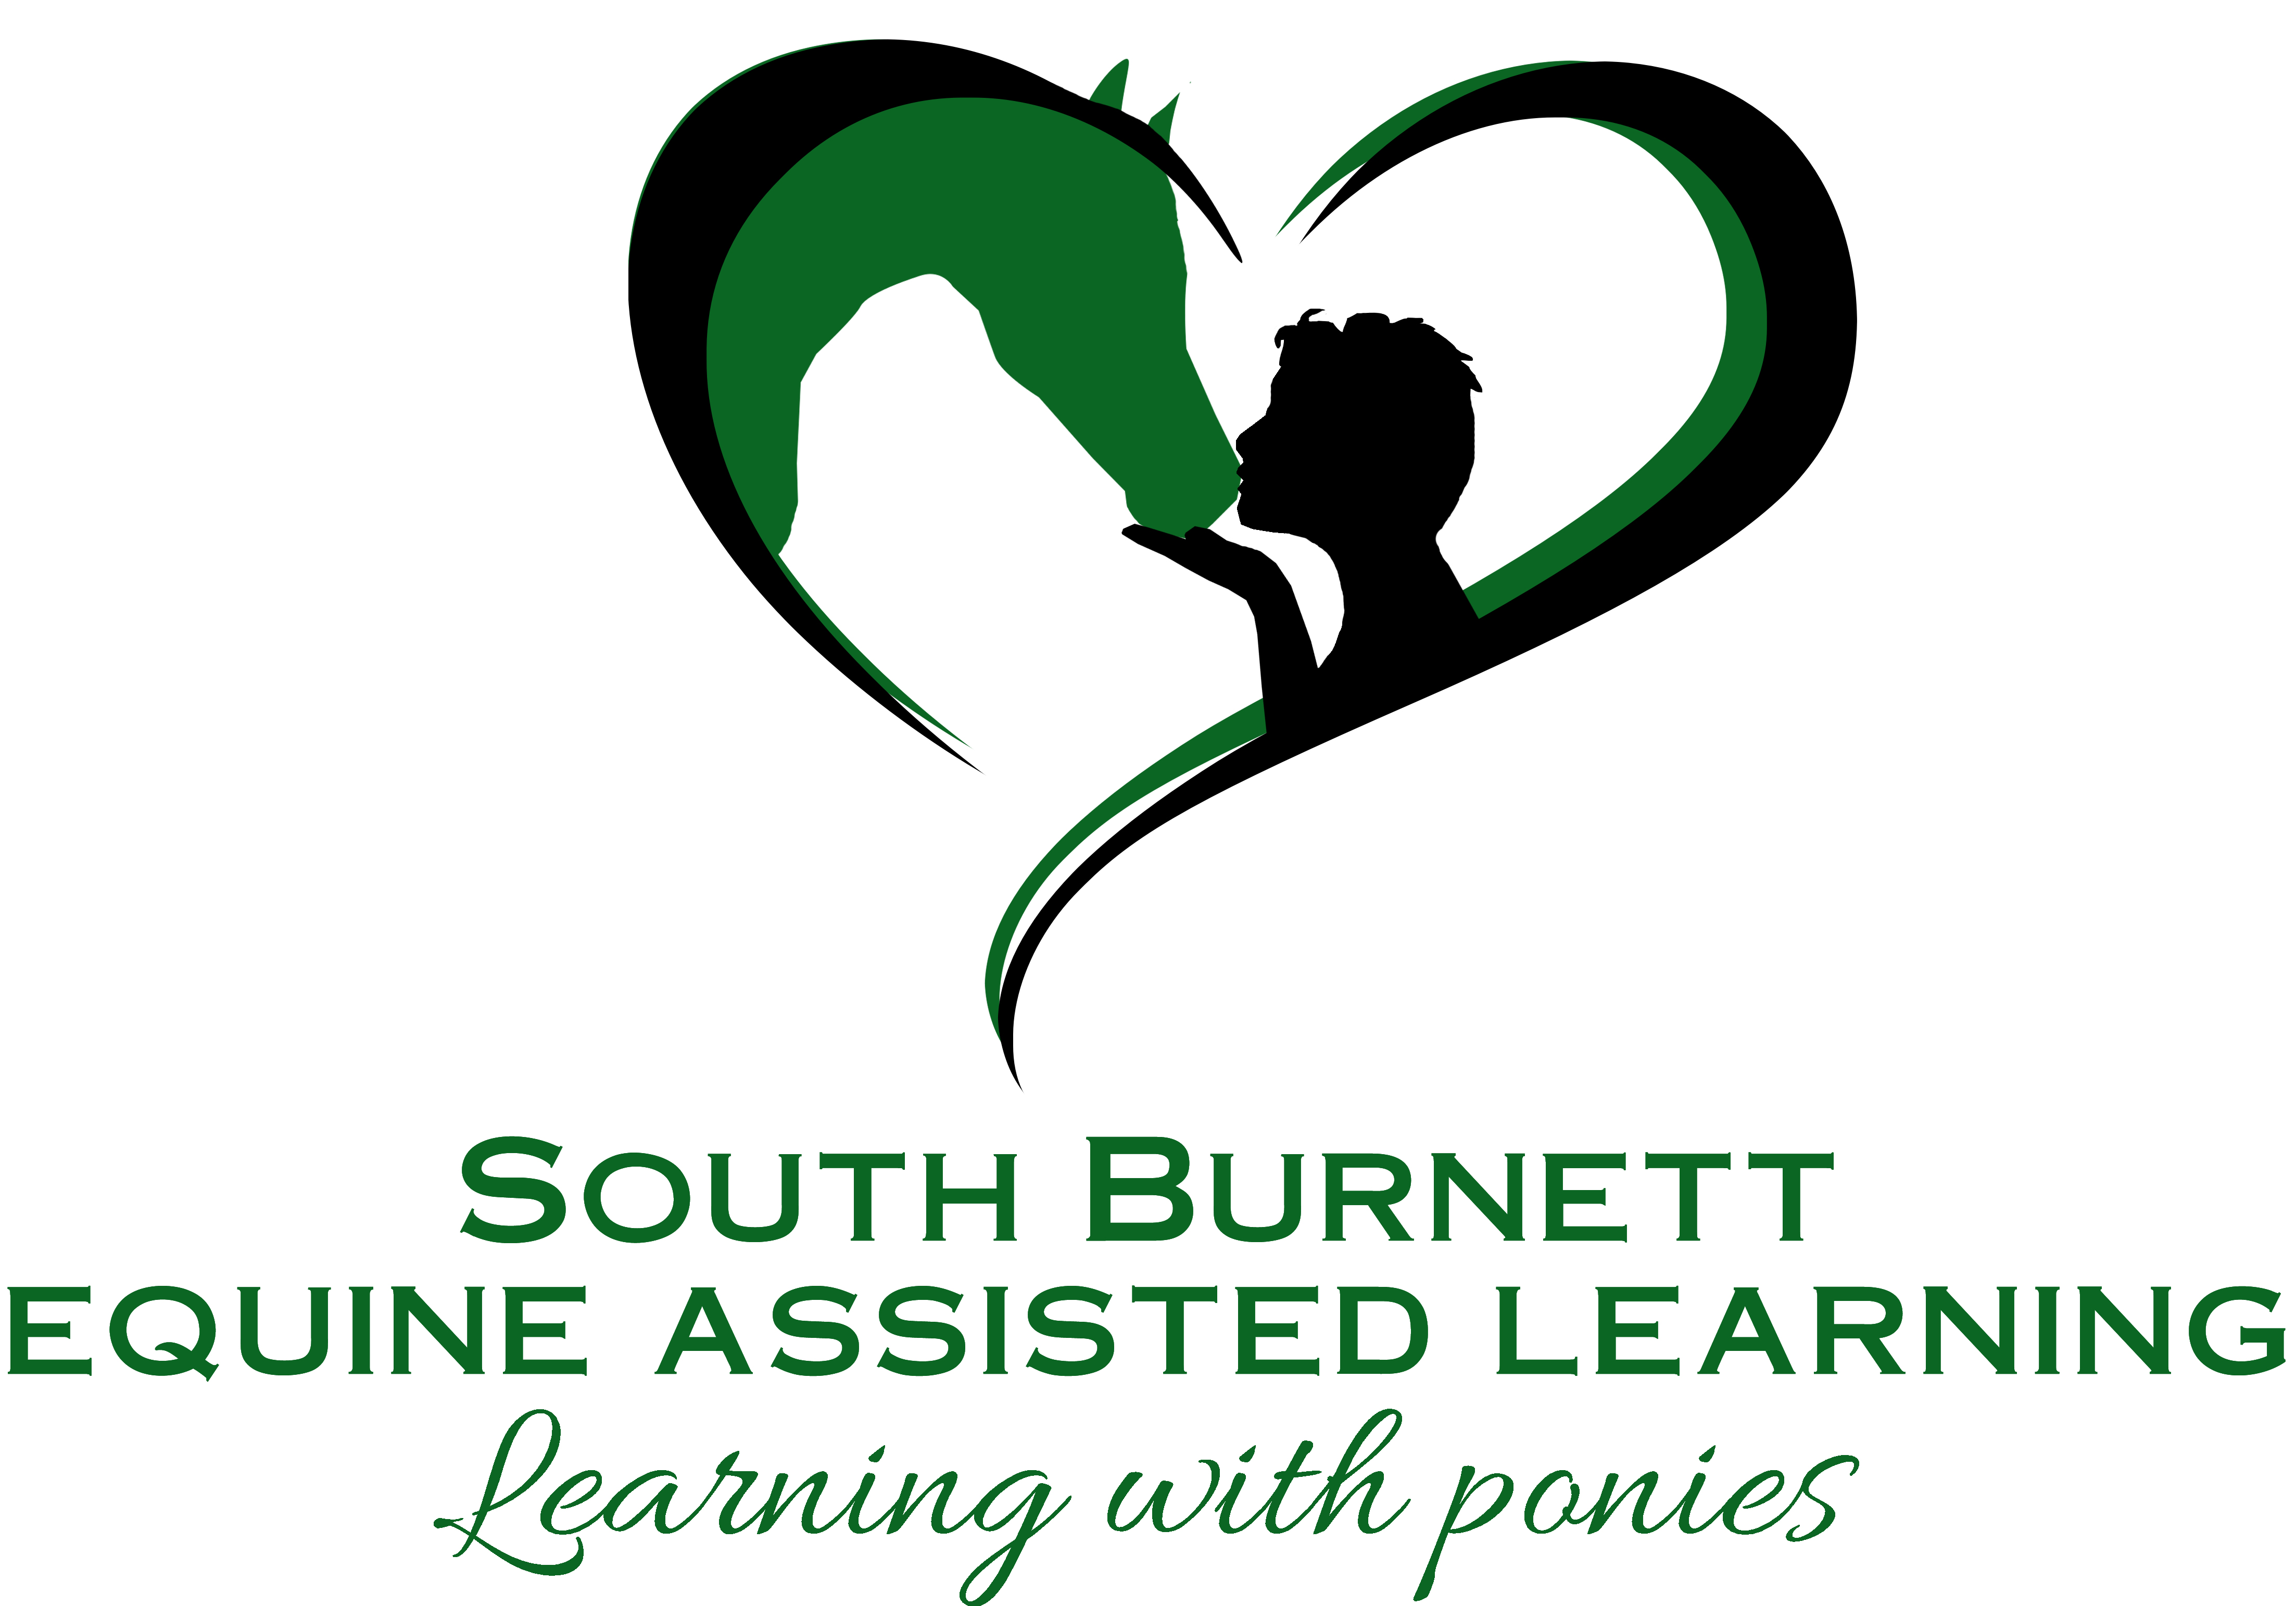 South Burnett
equine assisted learning
Learning with ponies